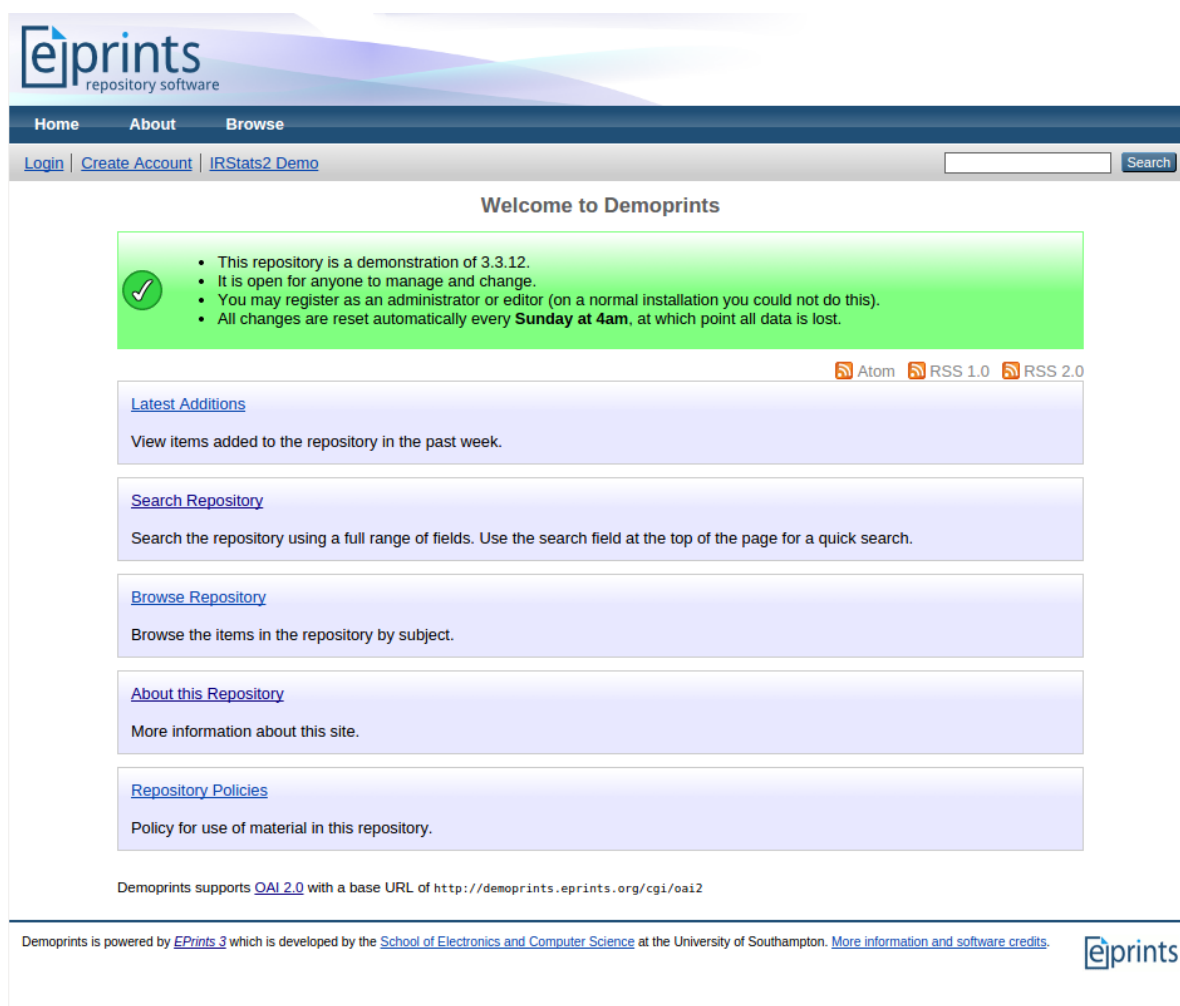 eprints
repository software
Home About Browse
Login Create Account IRStats2 Demo Search
Welcome to Demoprints
This repository is a demonstration of 3.3.12.
It is open for anyone to manage and change.
You may register as an administrator or editor (on a normal installation you could not do this).
All changes are reset automatically every Sunday at 4am, at which point all data is lost.
Atom RSS 1.0 RSS 2.0
Latest Additions
View items added to the repository in the past week.
Search Repository
Search the repository using a full range of fields. Use the search field at the top of the page for a quick search.
Browse Repository
Browse the items in the repository by subject.
About this Repository
More information about this site.
Repository Policies
Policy for use of material in this repository.
Demoprints supports OAI 2.0 with a base URL of http://demoprints.eprints.org/cgi/oai2
Demoprints is powered by EPrints 3 which is developed by the School of Electronics and Computer Science at the University of Southampton. More information and software credits.
eprints